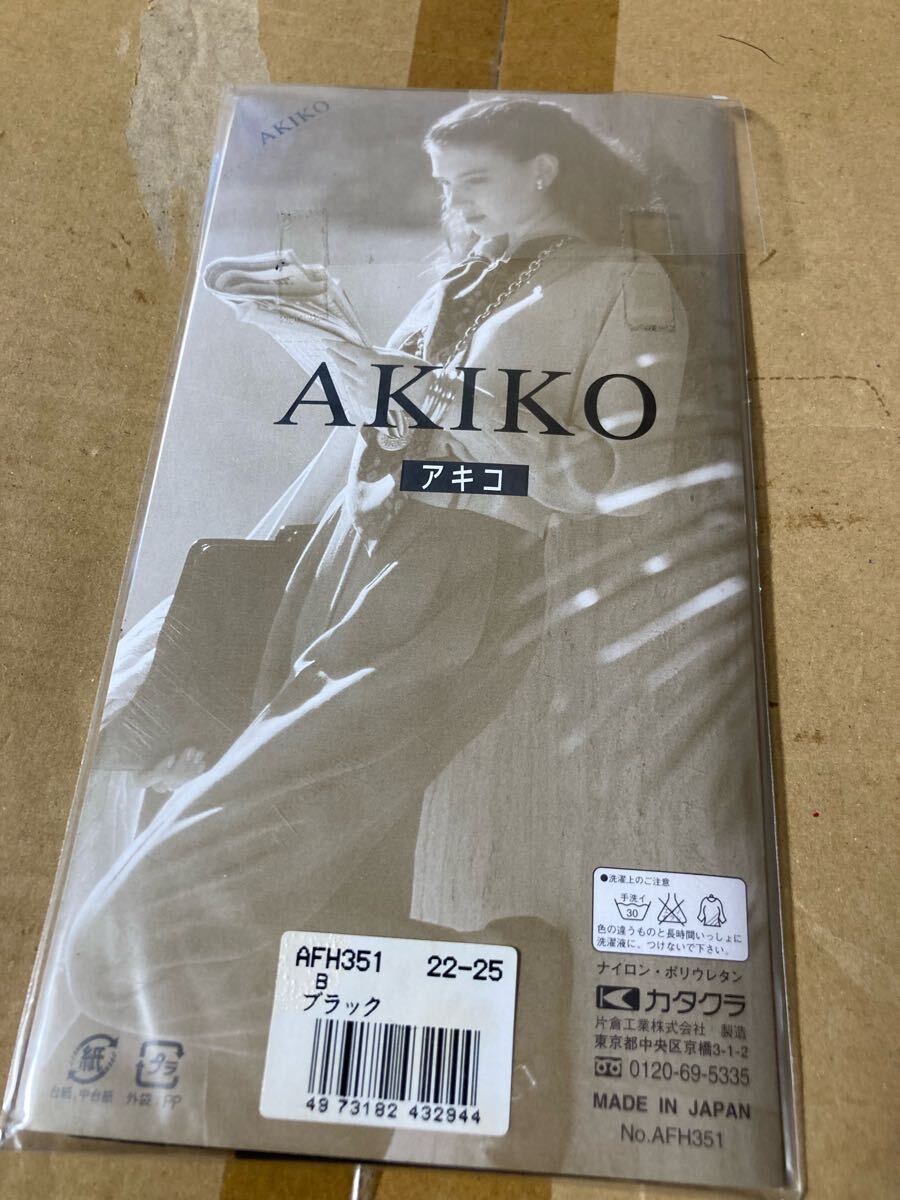 AKIKO
AKIKO
アキコ
●洗濯上のご注意
手洗イ
30
色の違うものと長時間いっしょに
洗濯液に、つけないで下さい。
ナイロン・ポリウレタン
カタクラ
片倉工業株式会社 製造
東京都中央区京橋3-1-2
0120-69-5335
MADE IN JAPAN
No.AFH351
AFH351 22-25
B
ブラック
49 73182 432944
紙
台紙、中台紙
プラ
外袋:PP